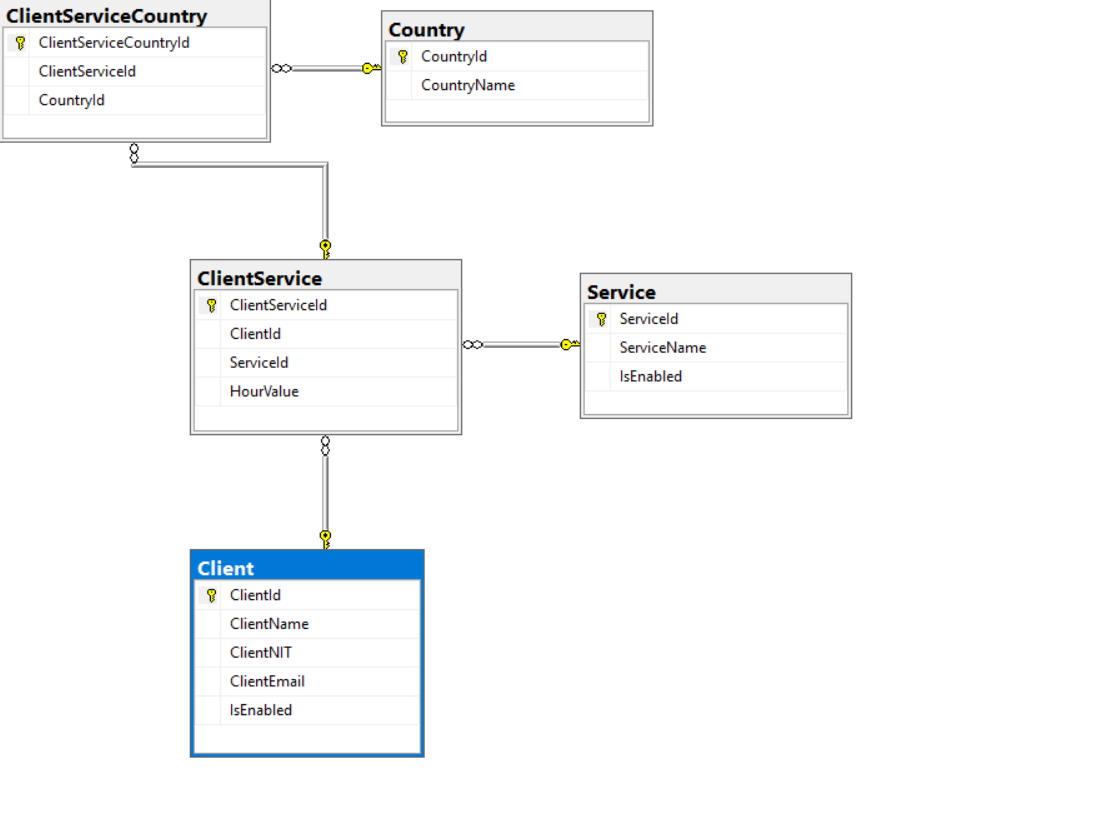 ClientServiceCountry
ClientServiceCountryId
ClientServiceId
CountryId
Country
CountryId
CountryName
ClientService
ClientServiceId
ClientId
ServiceId
HourValue
Service
ServiceId
ServiceName
IsEnabled
Client
ClientId
ClientName
ClientNIT
ClientEmail
IsEnabled